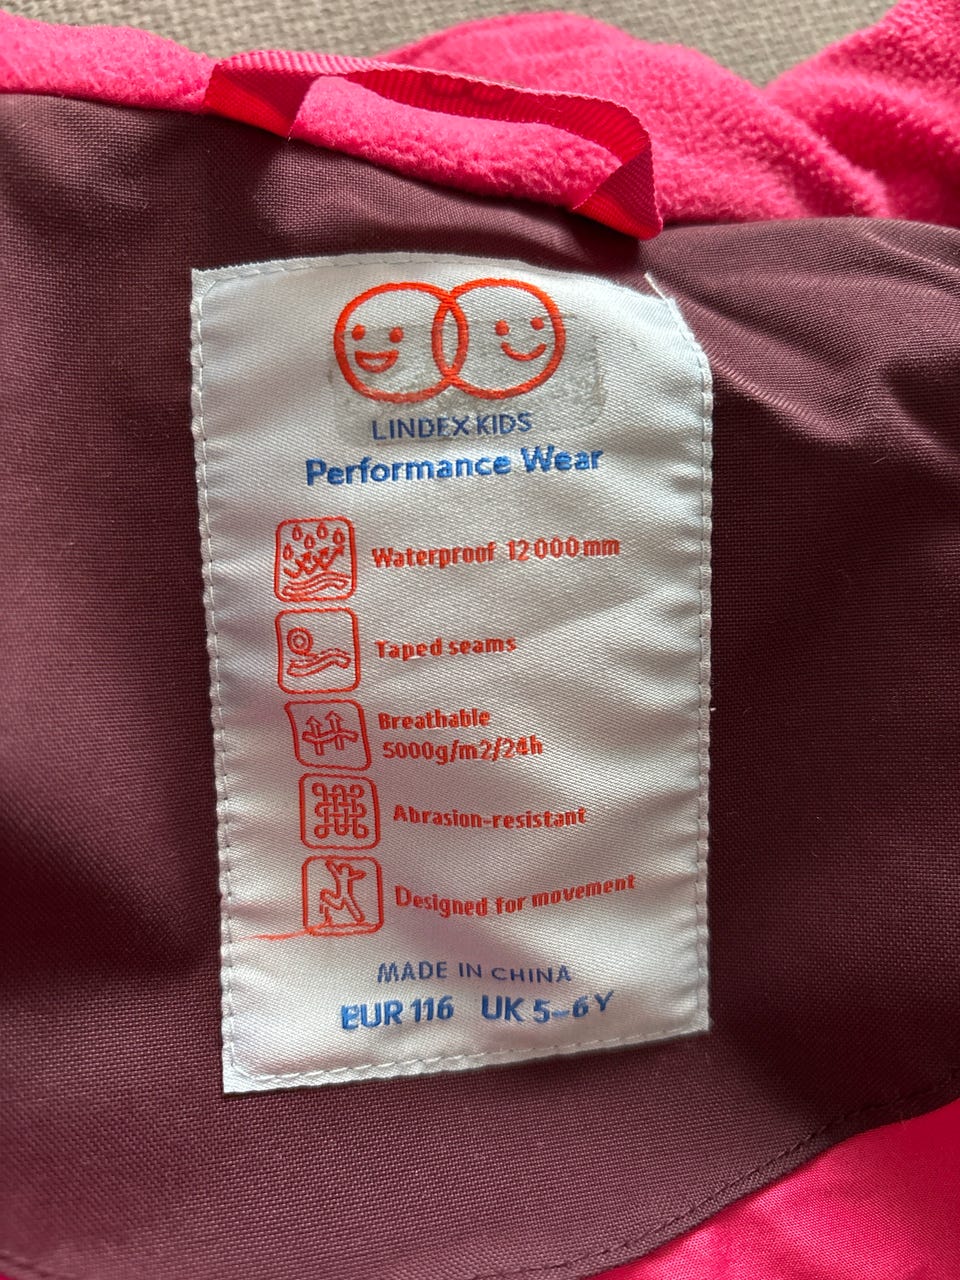 LINDEX KIDS
Performance Wear
Waterproof 12 000 mm
Taped seams
Breathable
5000g/m2/24h
Abrasion-resistant
Designed for movement
MADE IN CHINA
EUR 116 UK 5-6 Y